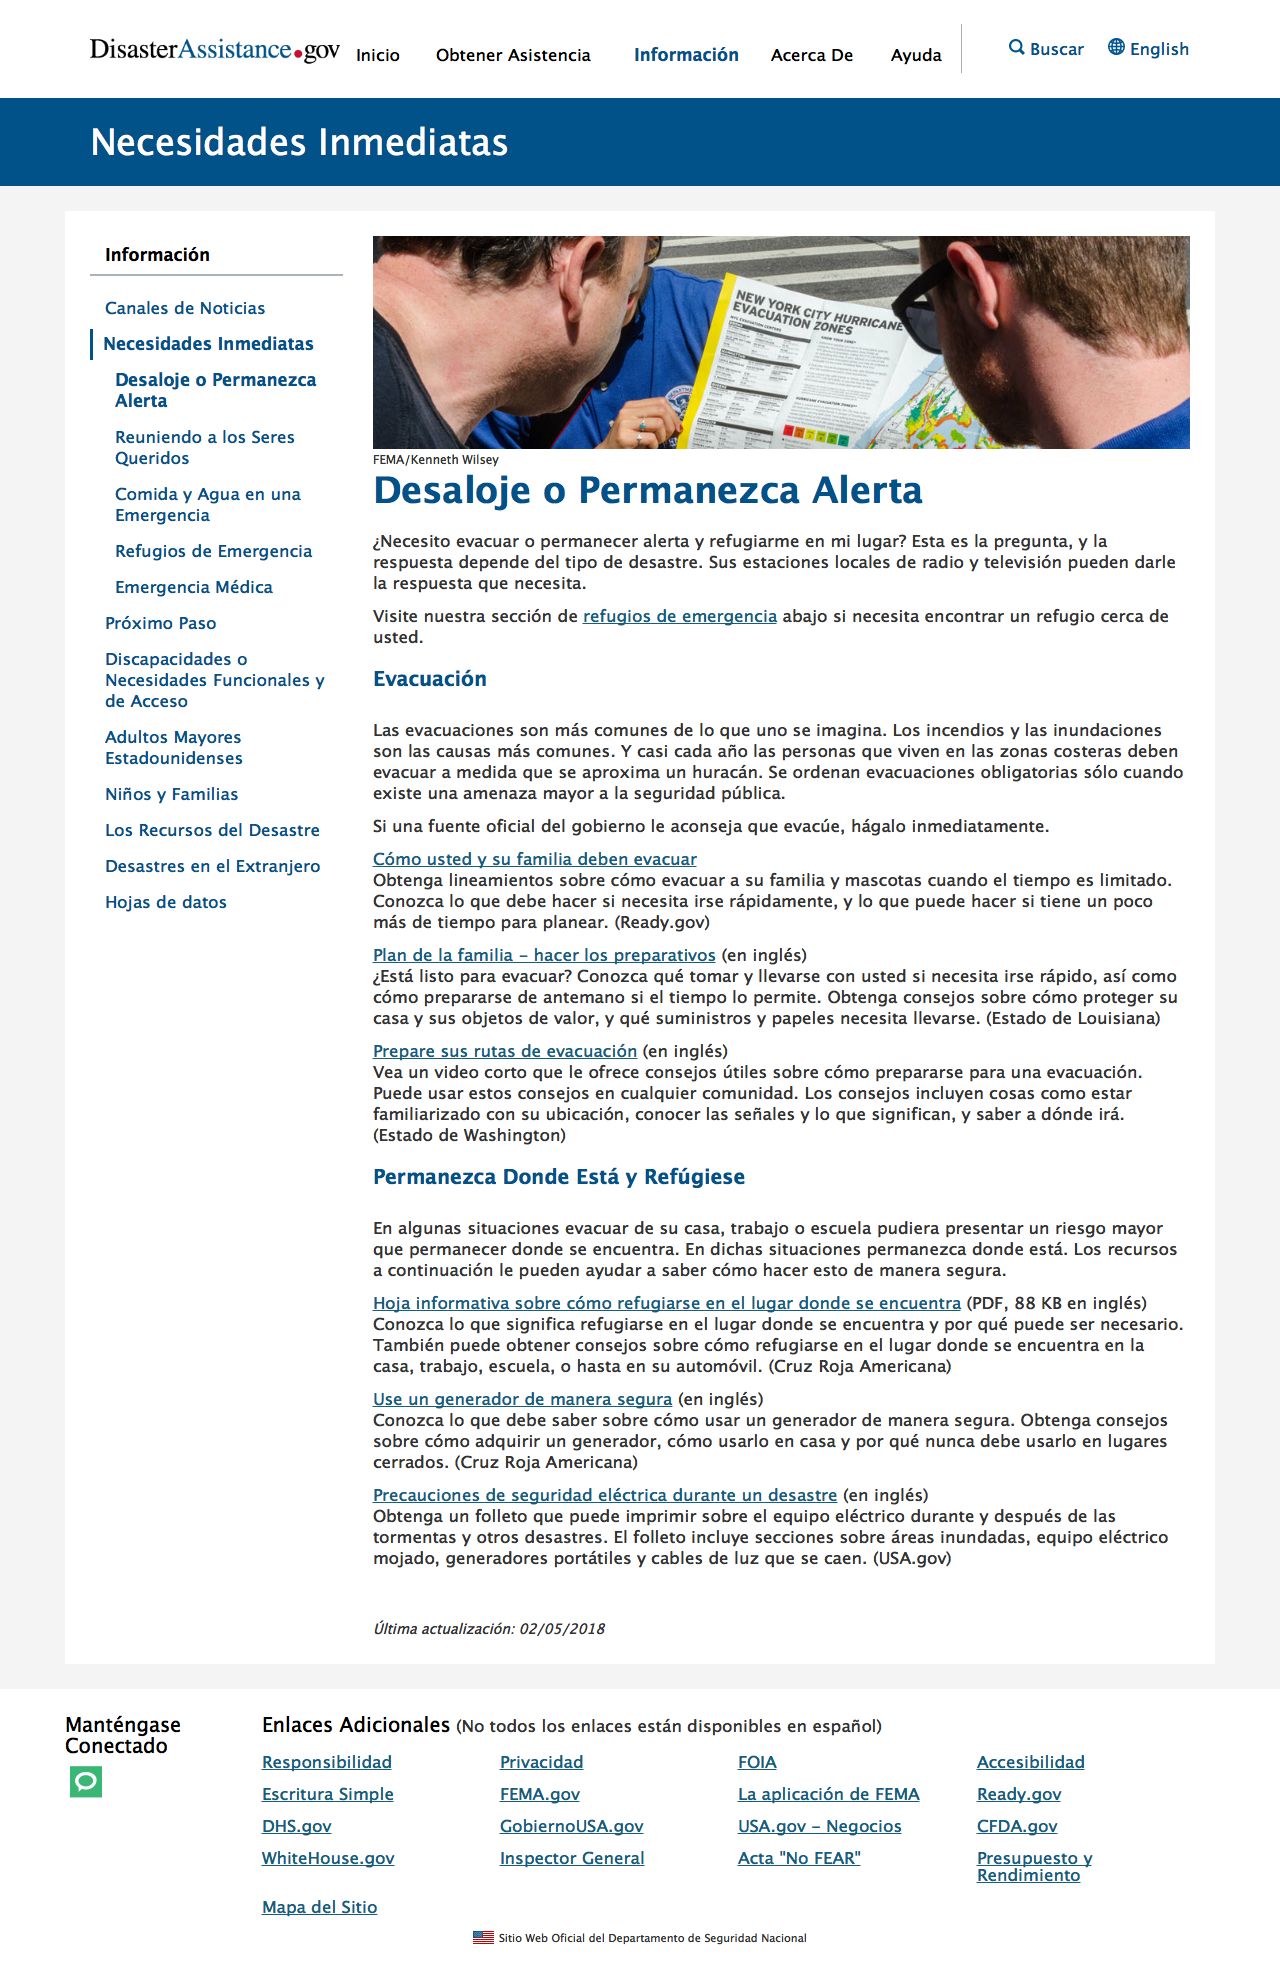 DisasterAssistance.gov
Inicio
Obtener Asistencia
Información
Acerca De
Ayuda
Buscar
English
Necesidades Inmediatas
Información
Canales de Noticias
Necesidades Inmediatas
Desaloje o Permanezca
Alerta
Reuniendo a los Seres
Queridos
Comida y Agua en una
Emergencia
Refugios de Emergencia
Emergencia Médica
Próximo Paso
Discapacidades o
Necesidades Funcionales y
de Acceso
Adultos Mayores
Estadounidenses
Niños y Familias
Los Recursos del Desastre
Desastres en el Extranjero
Hojas de datos
NEW YORK CITY HURRICANE
EVACUATION ZONES
FEMA/Kenneth Wilsey
Desaloje o Permanezca Alerta
¿Necesito evacuar o permanecer alerta y refugiarme en mi lugar? Esta es la pregunta, y la
respuesta depende del tipo de desastre. Sus estaciones locales de radio y televisión pueden darle
la respuesta que necesita.
Visite nuestra sección de refugios de emergencia abajo si necesita encontrar un refugio cerca de
usted.
Evacuación
Las evacuaciones son más comunes de lo que uno se imagina. Los incendios y las inundaciones
son las causas más comunes. Y casi cada año las personas que viven en las zonas costeras deben
evacuar a medida que se aproxima un huracán. Se ordenan evacuaciones obligatorias sólo cuando
existe una amenaza mayor a la seguridad pública.
Si una fuente oficial del gobierno le aconseja que evacúe, hágalo inmediatamente.
Cómo usted y su familia deben evacuar
Obtenga lineamientos sobre cómo evacuar a su familia y mascotas cuando el tiempo es limitado.
Conozca lo que debe hacer si necesita irse rápidamente, y lo que puede hacer si tiene un poco
más de tiempo para planear. (Ready.gov)
Plan de la familia – hacer los preparativos (en inglés)
¿Está listo para evacuar? Conozca qué tomar y llevarse con usted si necesita irse rápido, así como
cómo prepararse de antemano si el tiempo lo permite. Obtenga consejos sobre cómo proteger su
casa y sus objetos de valor, y qué suministros y papeles necesita llevarse. (Estado de Louisiana)
Prepare sus rutas de evacuación (en inglés)
Vea un video corto que le ofrece consejos útiles sobre cómo prepararse para una evacuación.
Puede usar estos consejos en cualquier comunidad. Los consejos incluyen cosas como estar
familiarizado con su ubicación, conocer las señales y lo que significan, y saber a dónde irá.
(Estado de Washington)
Permanezca Donde Está y Refúgiese
En algunas situaciones evacuar de su casa, trabajo o escuela pudiera presentar un riesgo mayor
que permanecer donde se encuentra. En dichas situaciones permanezca donde está. Los recursos
a continuación le pueden ayudar a saber cómo hacer esto de manera segura.
Hoja informativa sobre cómo refugiarse en el lugar donde se encuentra (PDF, 88 KB en inglés)
Conozca lo que significa refugiarse en el lugar donde se encuentra y por qué puede ser necesario.
También puede obtener consejos sobre cómo refugiarse en el lugar donde se encuentra en la
casa, trabajo, escuela, o hasta en su automóvil. (Cruz Roja Americana)
Use un generador de manera segura (en inglés)
Conozca lo que debe saber sobre cómo usar un generador de manera segura. Obtenga consejos
sobre cómo adquirir un generador, cómo usarlo en casa y por qué nunca debe usarlo en lugares
cerrados. (Cruz Roja Americana)
Precauciones de seguridad eléctrica durante un desastre (en inglés)
Obtenga un folleto que puede imprimir sobre el equipo eléctrico durante y después de las
tormentas y otros desastres. El folleto incluye secciones sobre áreas inundadas, equipo eléctrico
mojado, generadores portátiles y cables de luz que se caen. (USA.gov)
Última actualización: 02/05/2018
Manténgase
Conectado
Enlaces Adicionales (No todos los enlaces están disponibles en español)
Responsibilidad
Privacidad
FOIA
Accesibilidad
Escritura Simple
FEMA.gov
La aplicación de FEMA
Ready.gov
DHS.gov
GobiernoUSA.gov
USA.gov – Negocios
CFDA.gov
WhiteHouse.gov
Inspector General
Acta "No FEAR"
Presupuesto y
Rendimiento
Mapa del Sitio
Sitio Web Oficial del Departamento de Seguridad Nacional